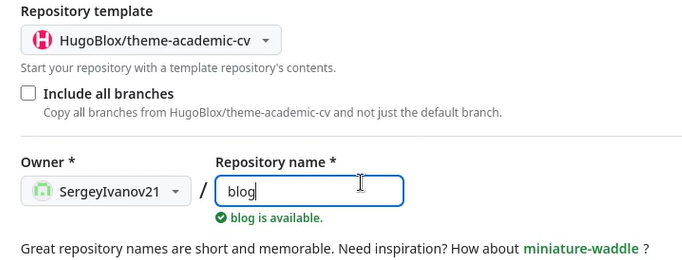 Repository template
HugoBlox/theme-academic-cv
Start your repository with a template repository's contents.
Include all branches
Copy all branches from HugoBlox/theme-academic-cv and not just the default branch.
Owner * Repository name *
SergeyIvanov21 / blog
blog is available.
Great repository names are short and memorable. Need inspiration? How about miniature-waddle ?